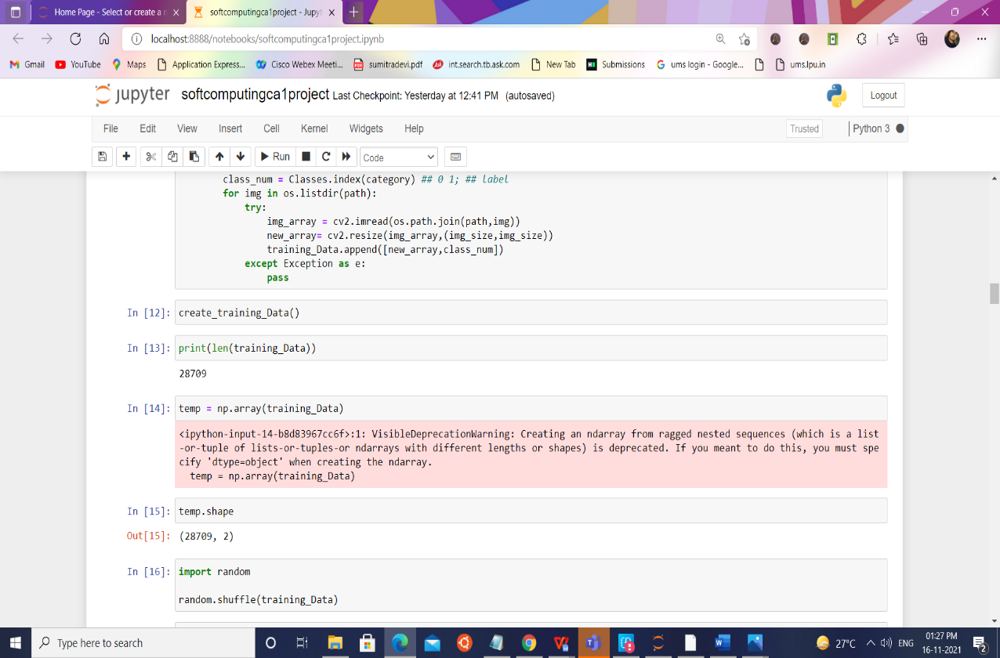 Home Page - Select or create a n
softcomputingca1project - Jupyt
localhost:8888/notebooks/softcomputingca1project.ipynb
Gmail YouTube Maps Application Express... Cisco Webex Meeti... sumitradevi.pdf int.search.tb.ask.com New Tab Submissions ums login - Google... ums.lpu.in
jupyter softcomputingca1project Last Checkpoint: Yesterday at 12:41 PM (autosaved)
Logout
File Edit View Insert Cell Kernel Widgets Help Trusted Python 3
Run Code
class_num = Classes.index(category) ## 0 1; ## label
for img in os.listdir(path):
try:
img_array = cv2.imread(os.path.join(path,img))
new_array= cv2.resize(img_array,(img_size,img_size))
training_Data.append([new_array,class_num])
except Exception as e:
pass
In [12]: create_training_Data()
In [13]: print(len(training_Data))
28709
In [14]: temp = np.array(training_Data)
<ipython-input-14-b8d83967cc6f>:1: VisibleDeprecationWarning: Creating an ndarray from ragged nested sequences (which is a list
-or-tuple of lists-or-tuples-or ndarrays with different lengths or shapes) is deprecated. If you meant to do this, you must spe
cify 'dtype=object' when creating the ndarray.
temp = np.array(training_Data)
In [15]: temp.shape
Out[15]: (28709, 2)
In [16]: import random
random.shuffle(training_Data)
Type here to search
27°C ENG
01:27 PM
16-11-2021
2